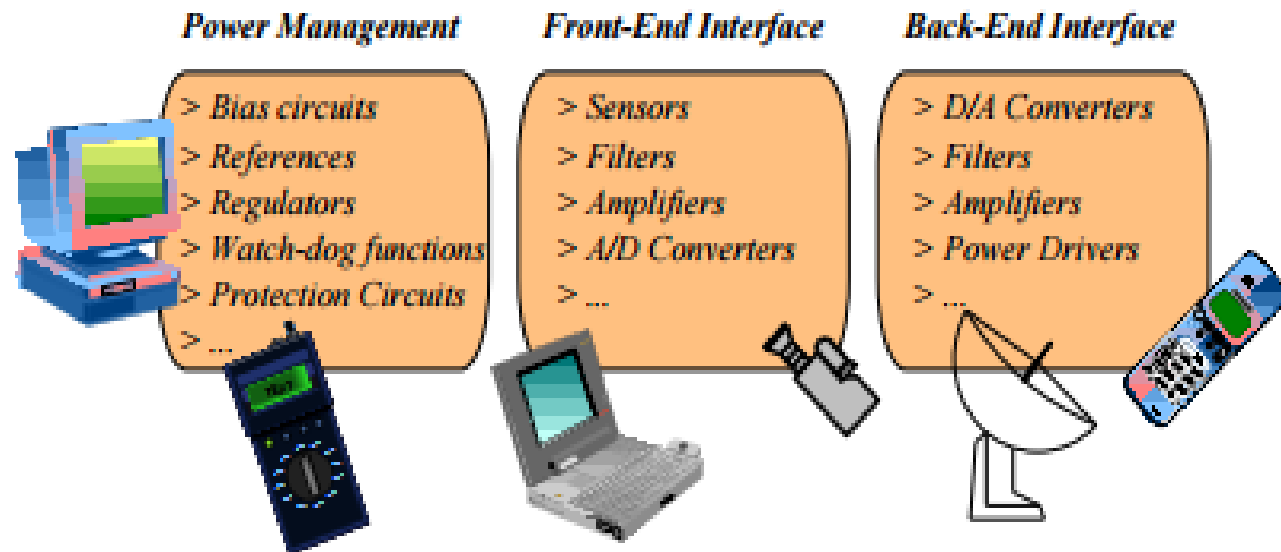 Power Management
> Bias circuits
> References
> Regulators
> Watch-dog functions
> Protection Circuits
> ...
Front-End Interface
> Sensors
> Filters
> Amplifiers
> A/D Converters
> ...
Back-End Interface
> D/A Converters
> Filters
> Amplifiers
> Power Drivers
> ...